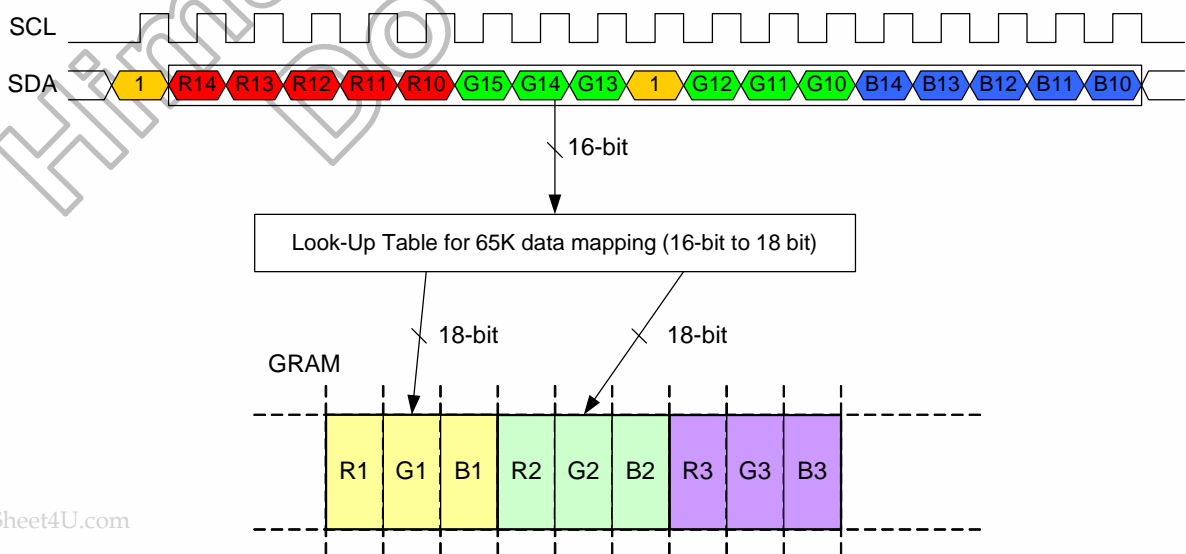 SCL
SDA 1 R14 R13 R12 R11 R10 G15 G14 G13 1 G12 G11 G10 B14 B13 B12 B11 B10
16-bit
Look-Up Table for 65K data mapping (16-bit to 18 bit)
18-bit 18-bit
GRAM
R1 G1 B1 R2 G2 B2 R3 G3 B3
Sheet4U.com
Do